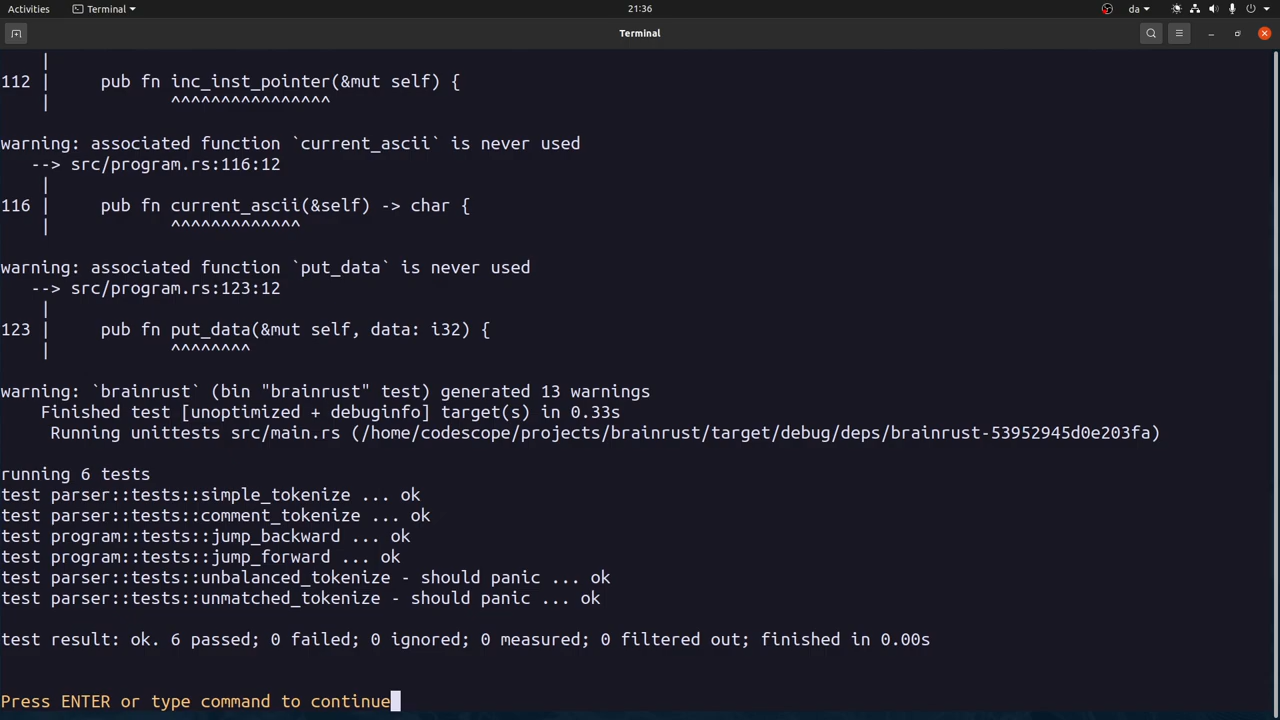 Activities Terminal 21:36 da
Terminal
|
112 |     pub fn inc_inst_pointer(&mut self) {
|            ^^^^^^^^^^^^^^^^
warning: associated function `current_ascii` is never used
--> src/program.rs:116:12
|
116 |     pub fn current_ascii(&self) -> char {
|            ^^^^^^^^^^^^^
warning: associated function `put_data` is never used
--> src/program.rs:123:12
|
123 |     pub fn put_data(&mut self, data: i32) {
|            ^^^^^^^^
warning: `brainrust` (bin "brainrust" test) generated 13 warnings
Finished test [unoptimized + debuginfo] target(s) in 0.33s
Running unittests src/main.rs (/home/codescope/projects/brainrust/target/debug/deps/brainrust-53952945d0e203fa)
running 6 tests
test parser::tests::simple_tokenize ... ok
test parser::tests::comment_tokenize ... ok
test program::tests::jump_backward ... ok
test program::tests::jump_forward ... ok
test parser::tests::unbalanced_tokenize - should panic ... ok
test parser::tests::unmatched_tokenize - should panic ... ok
test result: ok. 6 passed; 0 failed; 0 ignored; 0 measured; 0 filtered out; finished in 0.00s
Press ENTER or type command to continue